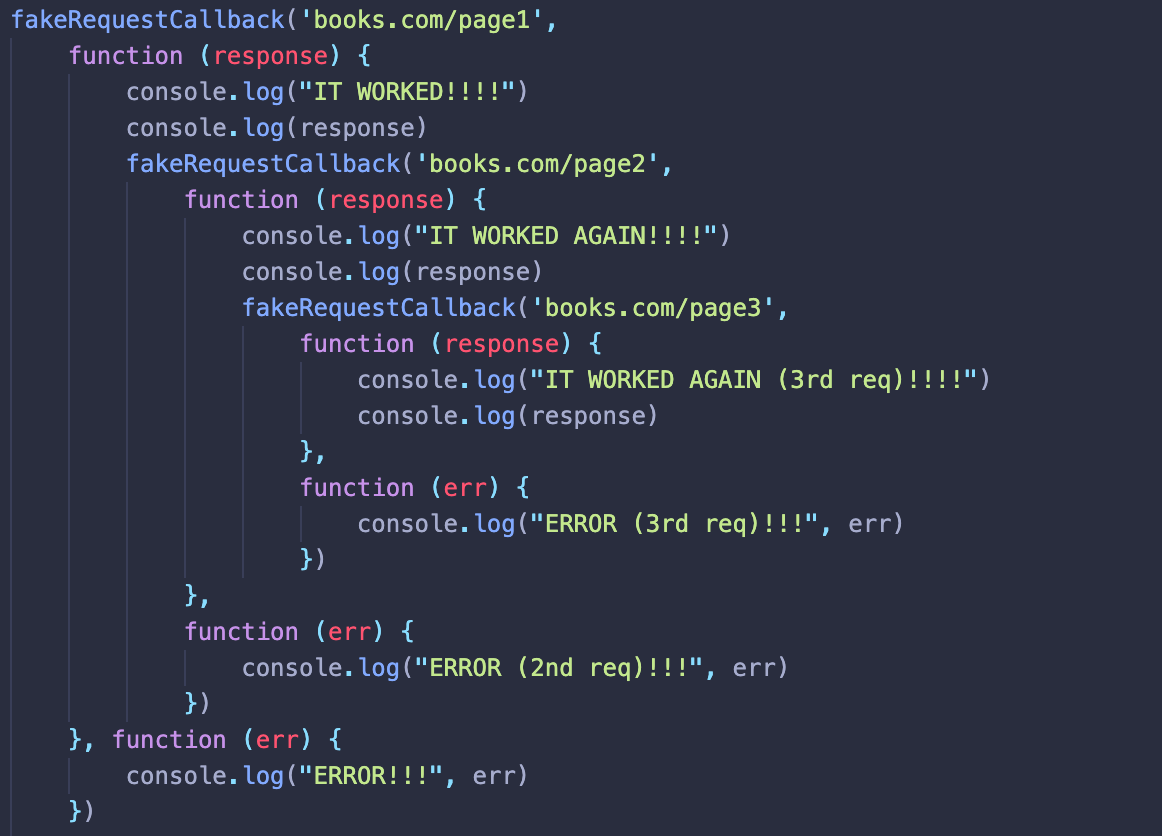 fakeRequestCallback('books.com/page1',
    function (response) {
        console.log("IT WORKED!!!!")
        console.log(response)
        fakeRequestCallback('books.com/page2',
            function (response) {
                console.log("IT WORKED AGAIN!!!!")
                console.log(response)
                fakeRequestCallback('books.com/page3',
                    function (response) {
                        console.log("IT WORKED AGAIN (3rd req)!!!!")
                        console.log(response)
                    },
                    function (err) {
                        console.log("ERROR (3rd req)!!!", err)
                    })
            },
            function (err) {
                console.log("ERROR (2nd req)!!!", err)
            })
    }, function (err) {
        console.log("ERROR!!!", err)
    })